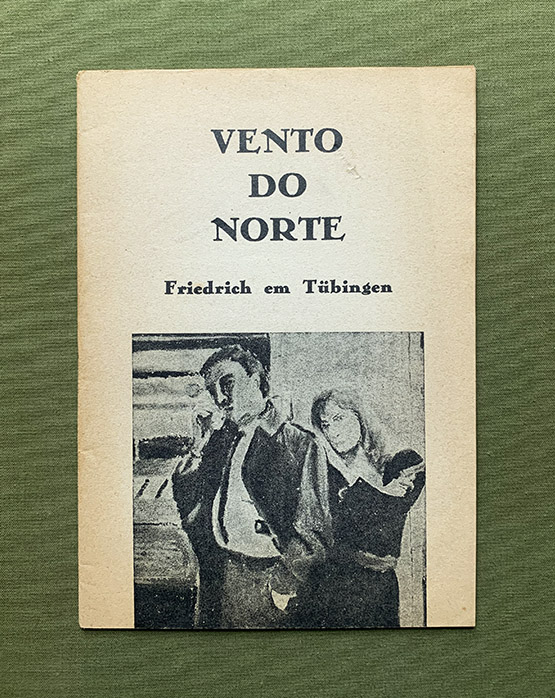 VENTO
DO
NORTE
Friedrich em Tübingen